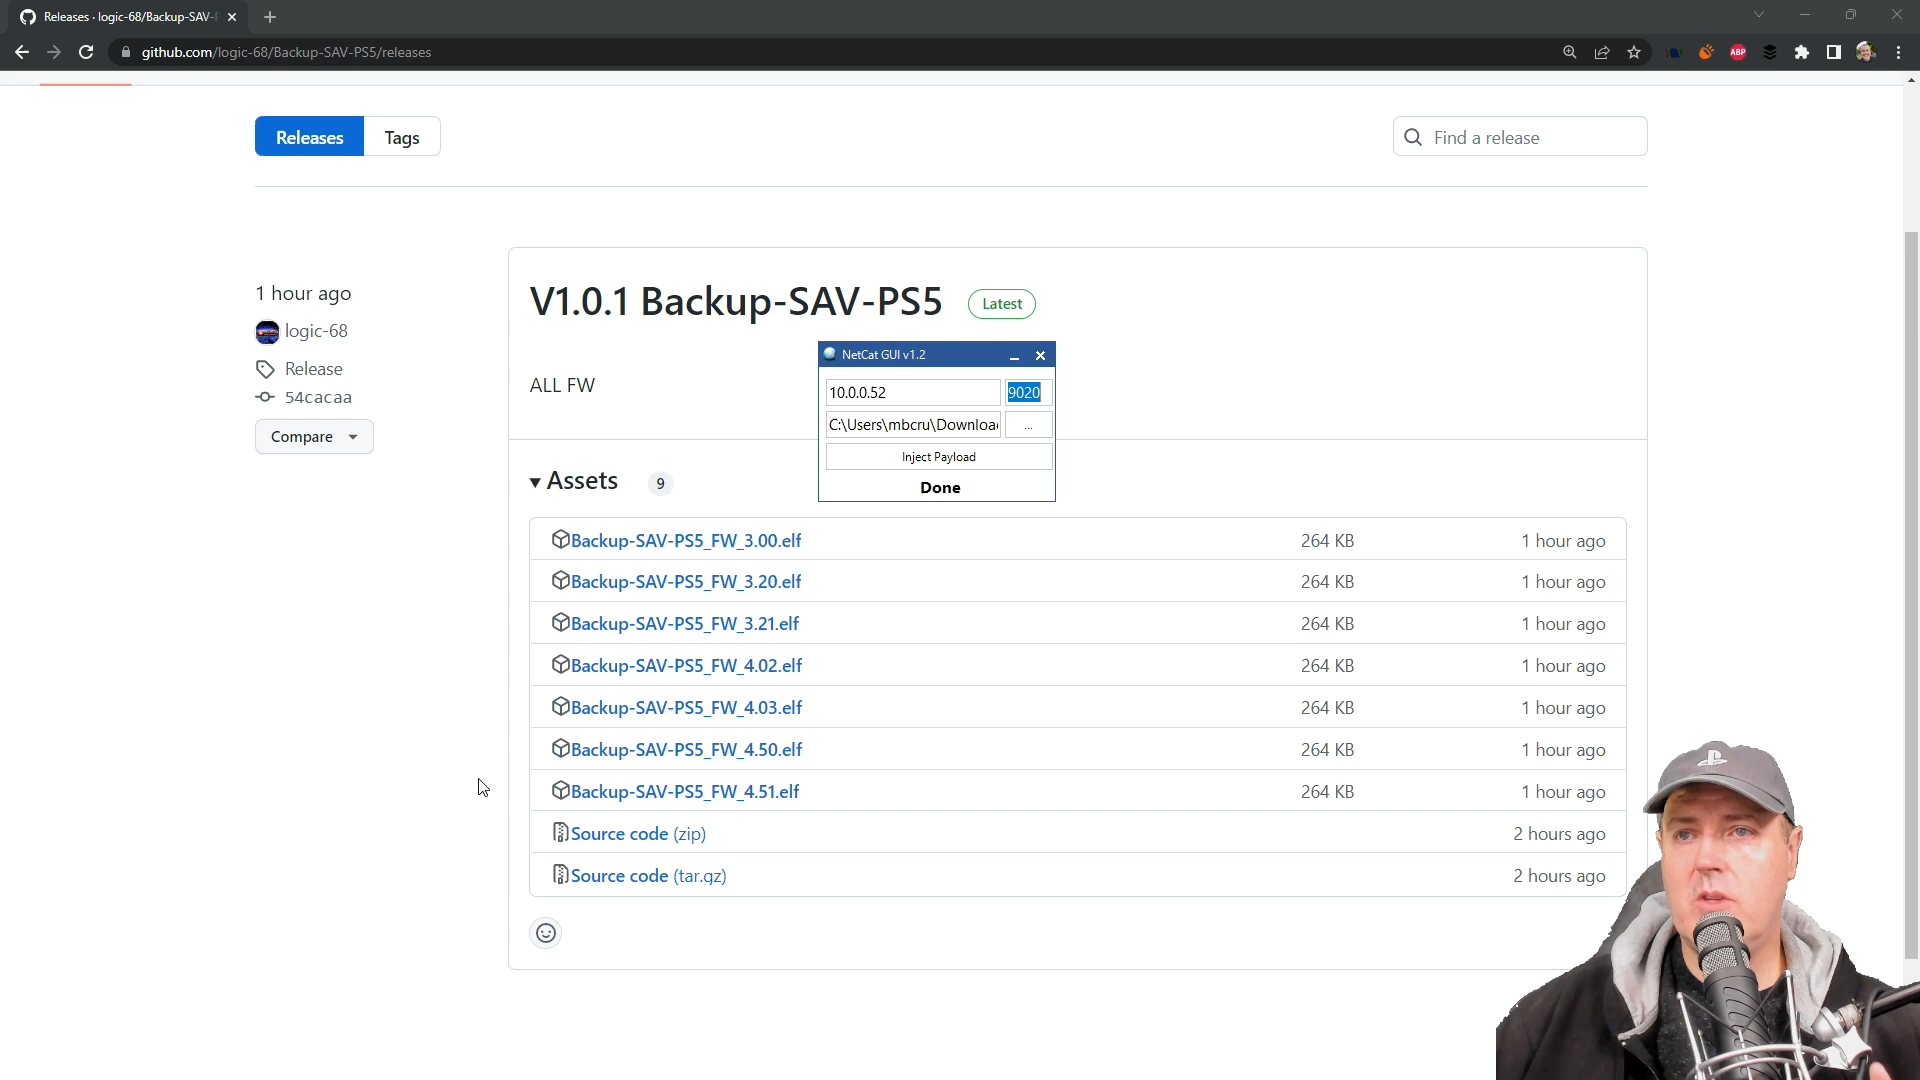 Releases · logic-68/Backup-SAV-P
github.com/logic-68/Backup-SAV-PS5/releases
ABP
Releases
Tags
Find a release
1 hour ago
logic-68
Release
54cacaa
Compare
V1.0.1 Backup-SAV-PS5
Latest
ALL FW
NetCat GUI v1.2
10.0.0.52
9020
C:\Users\mbcru\Downloa
...
Inject Payload
Done
Assets
9
Backup-SAV-PS5_FW_3.00.elf 264 KB 1 hour ago
Backup-SAV-PS5_FW_3.20.elf 264 KB 1 hour ago
Backup-SAV-PS5_FW_3.21.elf 264 KB 1 hour ago
Backup-SAV-PS5_FW_4.02.elf 264 KB 1 hour ago
Backup-SAV-PS5_FW_4.03.elf 264 KB 1 hour ago
Backup-SAV-PS5_FW_4.50.elf 264 KB 1 hour ago
Backup-SAV-PS5_FW_4.51.elf 264 KB 1 hour ago
Source code (zip) 2 hours ago
Source code (tar.gz) 2 hours ago